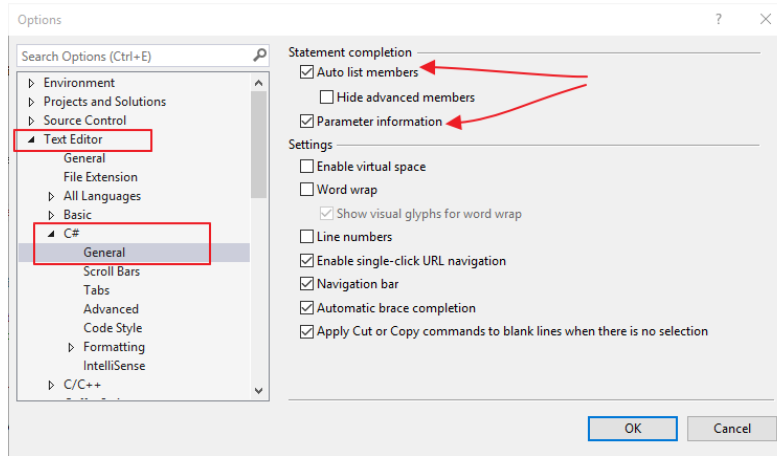 Options
?
Search Options (Ctrl+E)
Environment
Projects and Solutions
Source Control
Text Editor
General
File Extension
All Languages
Basic
C#
General
Scroll Bars
Tabs
Advanced
Code Style
Formatting
IntelliSense
C/C++
Statement completion
Auto list members
Hide advanced members
Parameter information
Settings
Enable virtual space
Word wrap
Show visual glyphs for word wrap
Line numbers
Enable single-click URL navigation
Navigation bar
Automatic brace completion
Apply Cut or Copy commands to blank lines when there is no selection
OK
Cancel